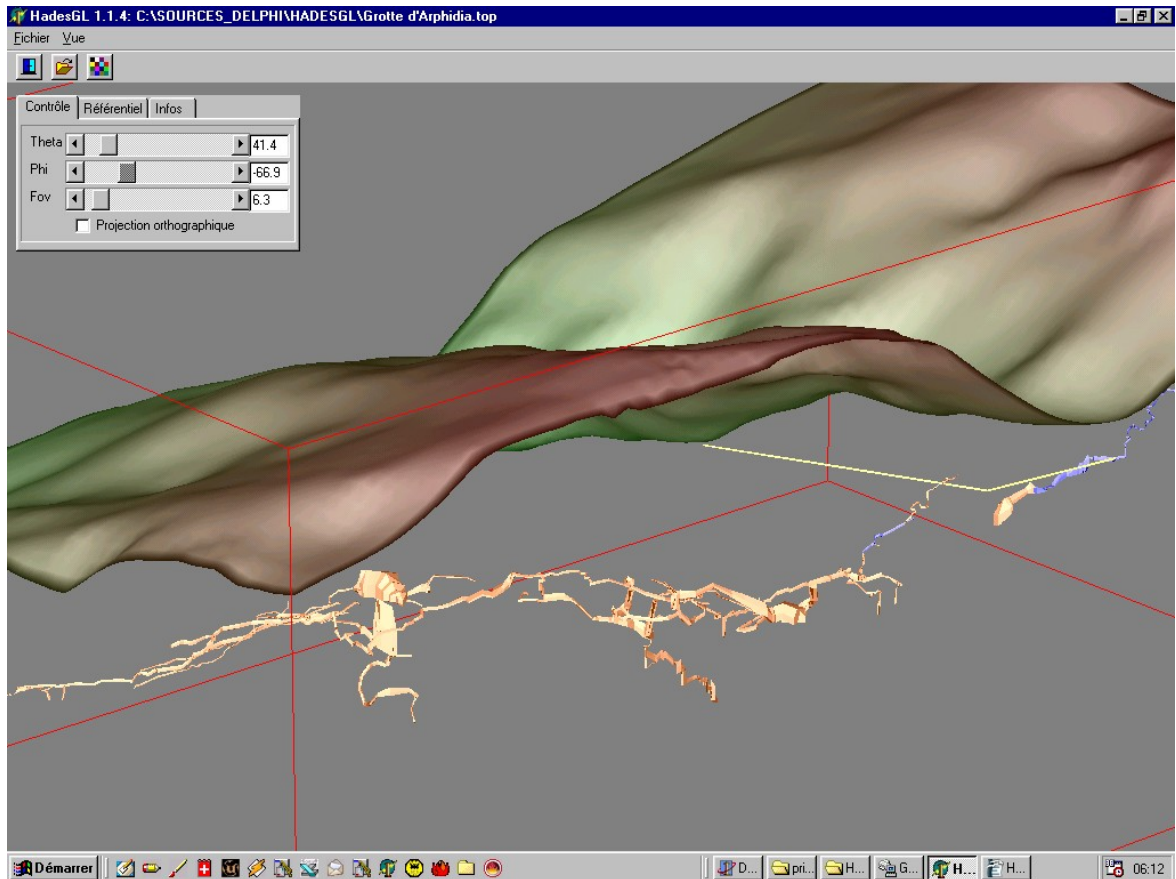 HadesGL 1.1.4: C:\SOURCES_DELPHI\HADESGL\Grotte d'Arphidia.top
Fichier Vue
Contrôle Référentiel Infos
Theta 41.4
Phi -66.9
Fov 6.3
Projection orthographique
Démarrer D... pri... H... G... H... H... 06:12